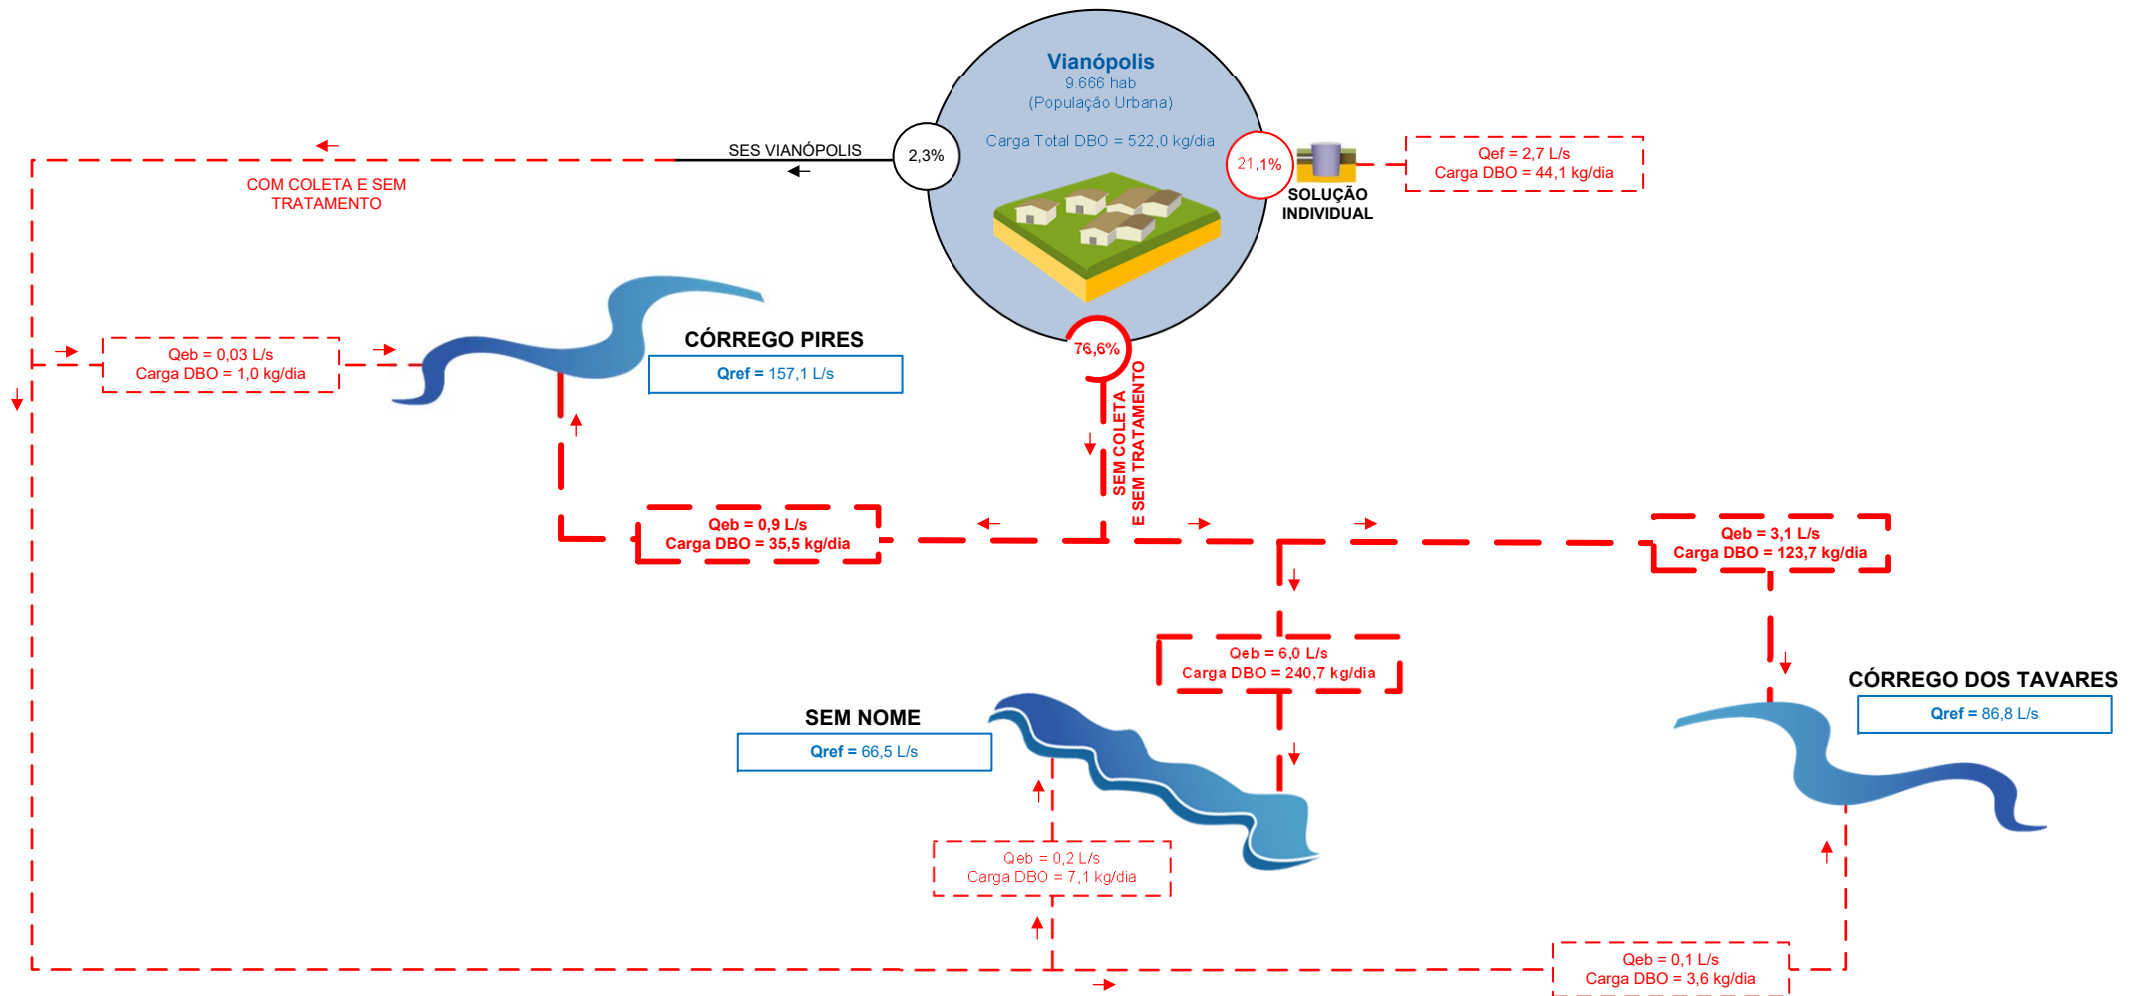 Vianópolis
9.666 hab
(População Urbana)
Carga Total DBO = 522,0 kg/dia
SES VIANÓPOLIS
2,3%
21,1%
SOLUÇÃO
INDIVIDUAL
Qef = 2,7 L/s
Carga DBO = 44,1 kg/dia
COM COLETA E SEM
TRATAMENTO
CÓRREGO PIRES
Qref = 157,1 L/s
Qeb = 0,03 L/s
Carga DBO = 1,0 kg/dia
76,6%
SEM COLETA
E SEM TRATAMENTO
Qeb = 0,9 L/s
Carga DBO = 35,5 kg/dia
Qeb = 3,1 L/s
Carga DBO = 123,7 kg/dia
Qeb = 6,0 L/s
Carga DBO = 240,7 kg/dia
CÓRREGO DOS TAVARES
Qref = 86,8 L/s
SEM NOME
Qref = 66,5 L/s
Qeb = 0,2 L/s
Carga DBO = 7,1 kg/dia
Qeb = 0,1 L/s
Carga DBO = 3,6 kg/dia